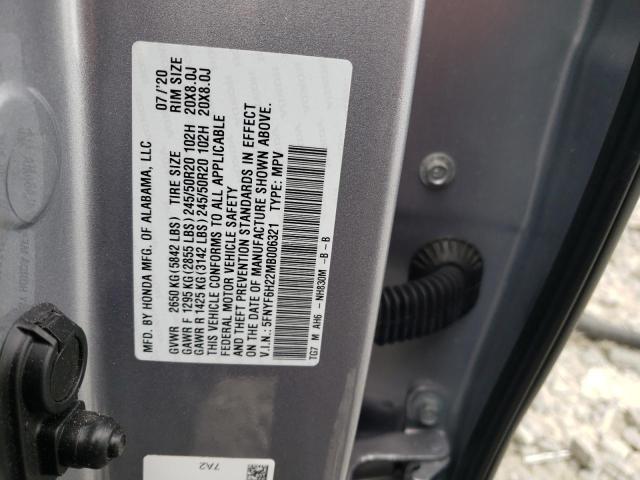 MFD. BY HONDA MFG. OF ALABAMA, LLC 07/'20
GVWR 2650 KG(5842 LBS) TIRE SIZE RIM SIZE
GAWR F 1295 KG(2855 LBS)245/50R20 102H 20X8.0J
GAWR R 1425 KG(3142 LBS)245/50R20 102H 20X8.0J
THIS VEHICLE CONFORMS TO ALL APPLICABLE
FEDERAL MOTOR VEHICLE SAFETY
AND THEFT PREVENTION STANDARDS IN EFFECT
ON THE DATE OF MANUFACTURE SHOWN ABOVE.
V.I.N.: 5FNYF6H22MB006321 TYPE: MPV
TG7 M AH6 - NH830M -B-B
7A2